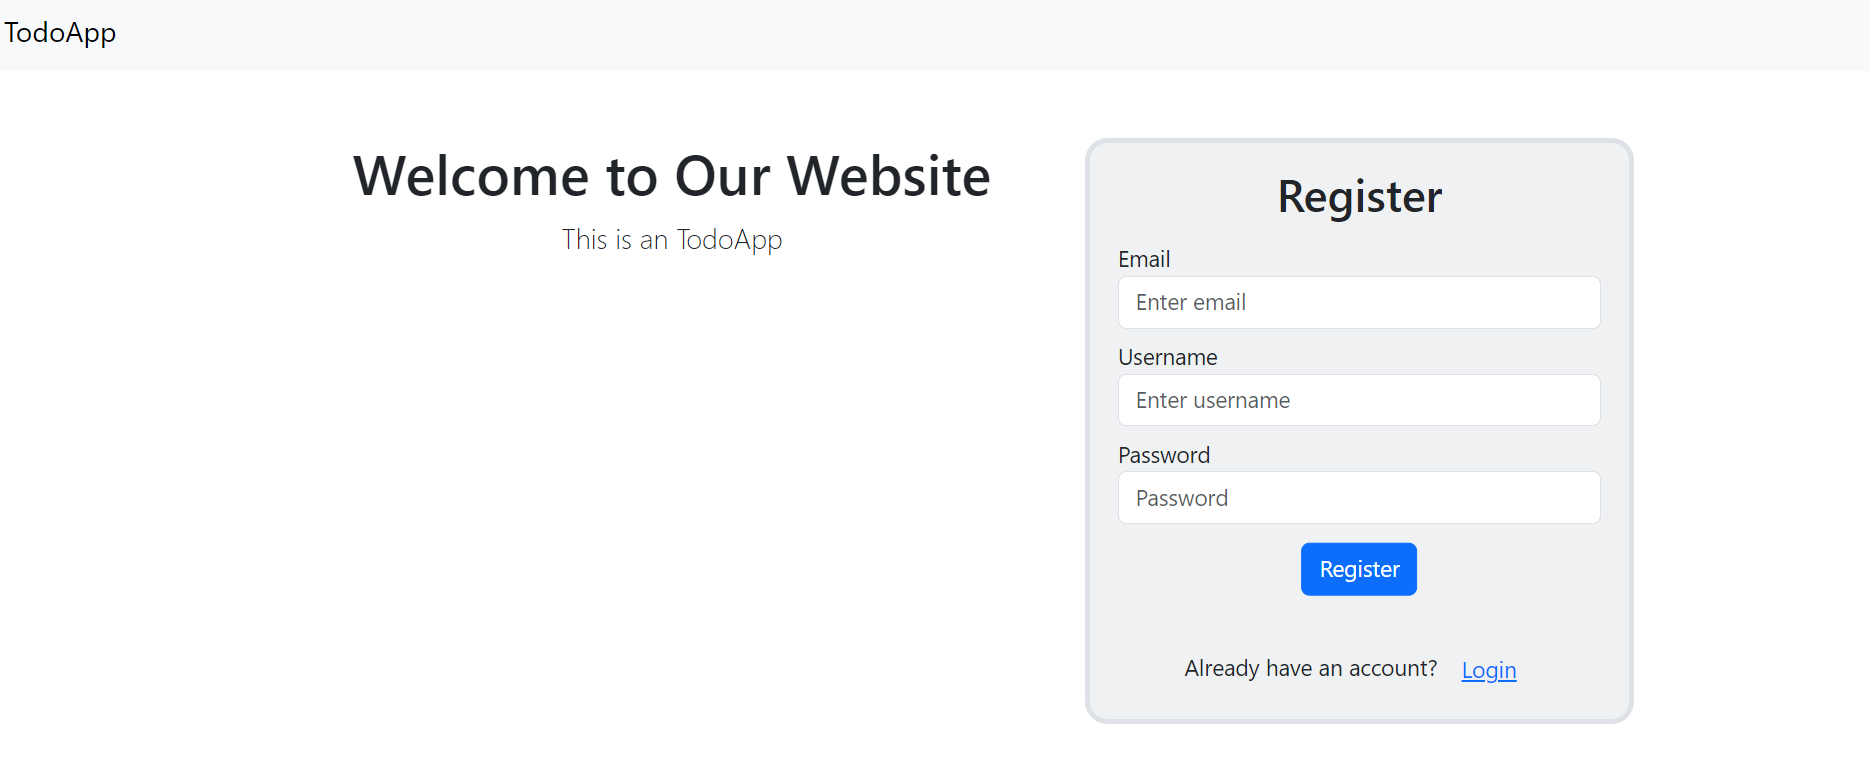 TodoApp
Welcome to Our Website
This is an TodoApp
Register
Email
Enter email
Username
Enter username
Password
Password
Register
Already have an account? Login